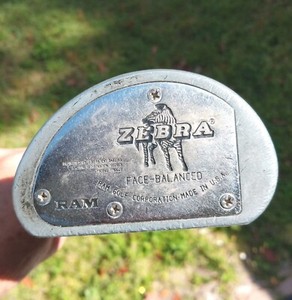 ZEBRA®
FACE-BALANCED
RAM GOLF CORPORATION-MADE IN U.S.A.
RAM